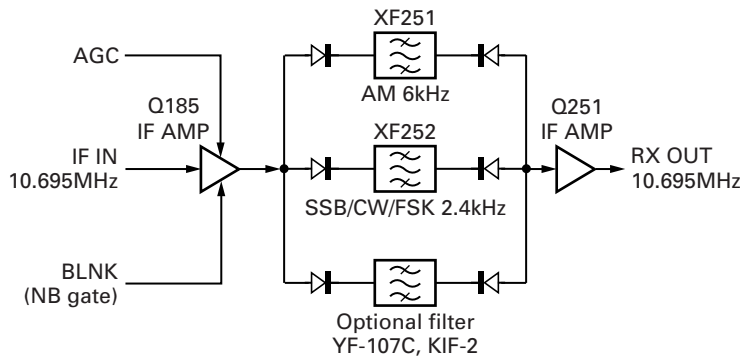 XF251
AGC
AM 6kHz
Q185
IF AMP
XF252
Q251
IF AMP
IF IN
10.695MHz
RX OUT
10.695MHz
SSB/CW/FSK 2.4kHz
BLNK
(NB gate)
Optional filter
YF-107C, KIF-2